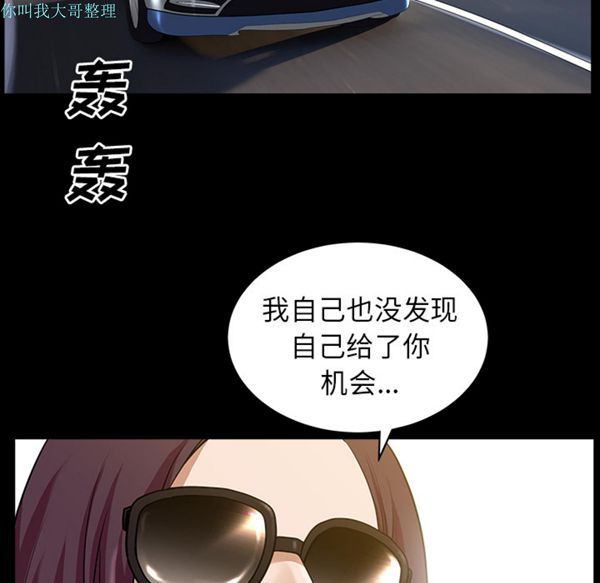 你叫我大哥整理
轰
轰
我自己也没发现
自己给了你
机会...